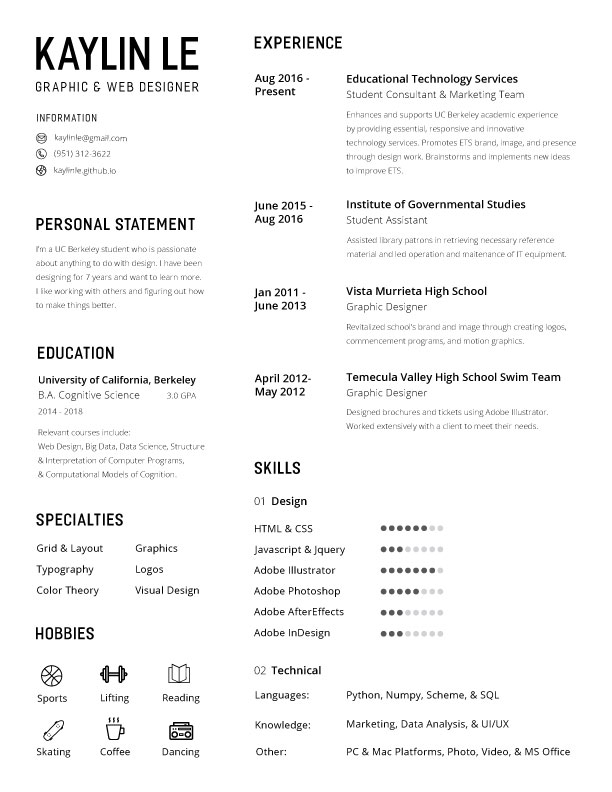 KAYLIN LE
GRAPHIC & WEB DESIGNER
INFORMATION
kaylinle@gmail.com
(951) 312-3622
kaylinle.github.io
PERSONAL STATEMENT
I'm a UC Berkeley student who is passionate
about anything to do with design. I have been
designing for 7 years and want to learn more.
I like working with others and figuring out how
to make things better.
EDUCATION
University of California, Berkeley
B.A. Cognitive Science 3.0 GPA
2014 - 2018
Relevant courses include:
Web Design, Big Data, Data Science, Structure
& Interpretation of Computer Programs,
& Computational Models of Cognition.
SPECIALTIES
Grid & Layout Graphics
Typography Logos
Color Theory Visual Design
HOBBIES
Sports Lifting Reading
Skating Coffee Dancing
EXPERIENCE
Aug 2016 -
Present
Educational Technology Services
Student Consultant & Marketing Team
Enhances and supports UC Berkeley academic experience
by providing essential, responsive and innovative
technology services. Promotes ETS brand, image, and presence
through design work. Brainstorms and implements new ideas
to improve ETS.
June 2015 -
Aug 2016
Institute of Governmental Studies
Student Assistant
Assisted library patrons in retrieving necessary reference
material and led operation and maitenance of IT equipment.
Jan 2011 -
June 2013
Vista Murrieta High School
Graphic Designer
Revitalized school's brand and image through creating logos,
commencement programs, and motion graphics.
April 2012-
May 2012
Temecula Valley High School Swim Team
Graphic Designer
Designed brochures and tickets using Adobe Illustrator.
Worked extensively with a client to meet their needs.
SKILLS
01 Design
HTML & CSS
Javascript & Jquery
Adobe Illustrator
Adobe Photoshop
Adobe AfterEffects
Adobe InDesign
02 Technical
Languages: Python, Numpy, Scheme, & SQL
Knowledge: Marketing, Data Analysis, & UI/UX
Other: PC & Mac Platforms, Photo, Video, & MS Office